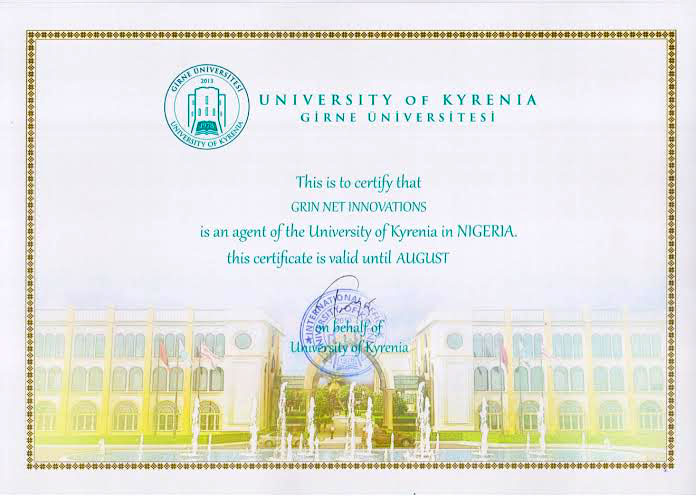 GİRNE ÜNİVERSİTESİ
2013
UNIVERSITY OF KYRENIA
UNIVERSITY OF KYRENIA
GİRNE ÜNİVERSİTESİ
This is to certify that
GRIN NET INNOVATIONS
is an agent of the University of Kyrenia in NIGERIA.
this certificate is valid until AUGUST
INTERNATIONAL
on behalf of
University of Kyrenia